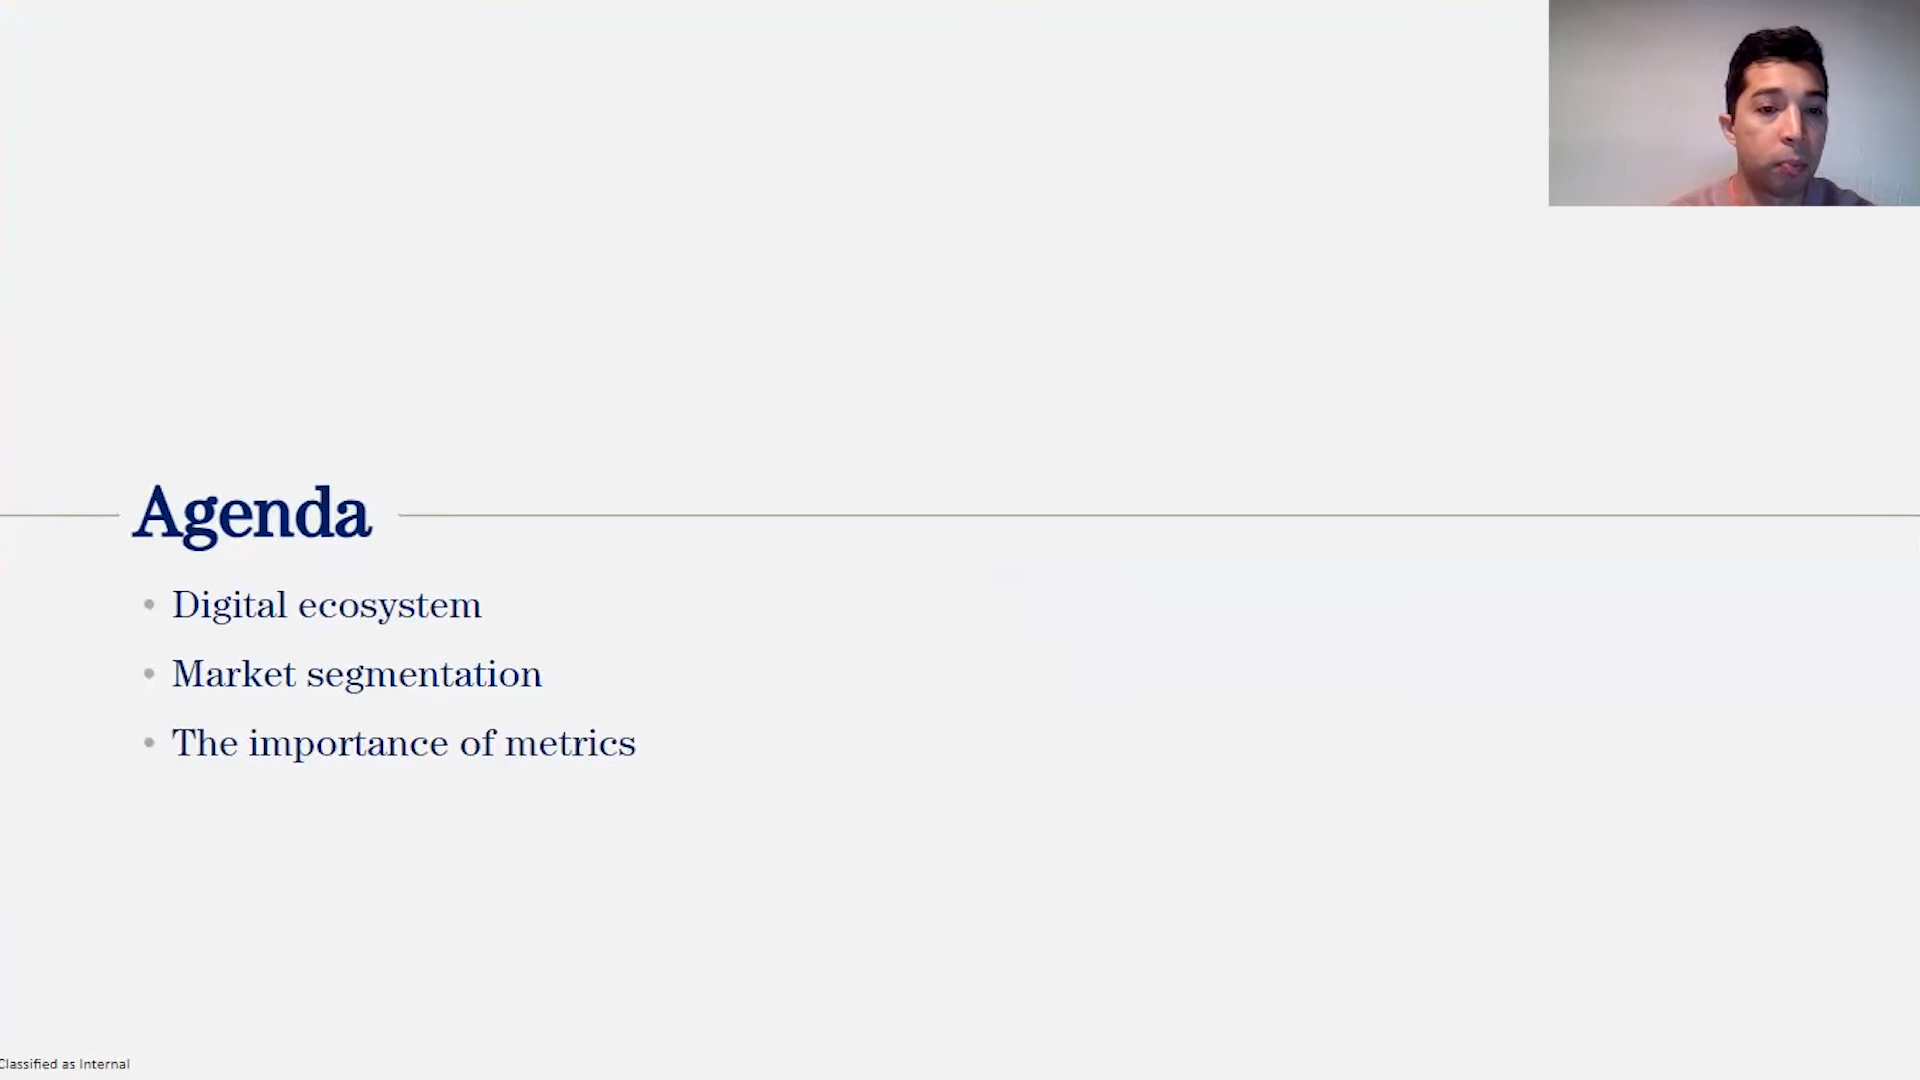 Agenda
• Digital ecosystem
• Market segmentation
• The importance of metrics
Classified as Internal